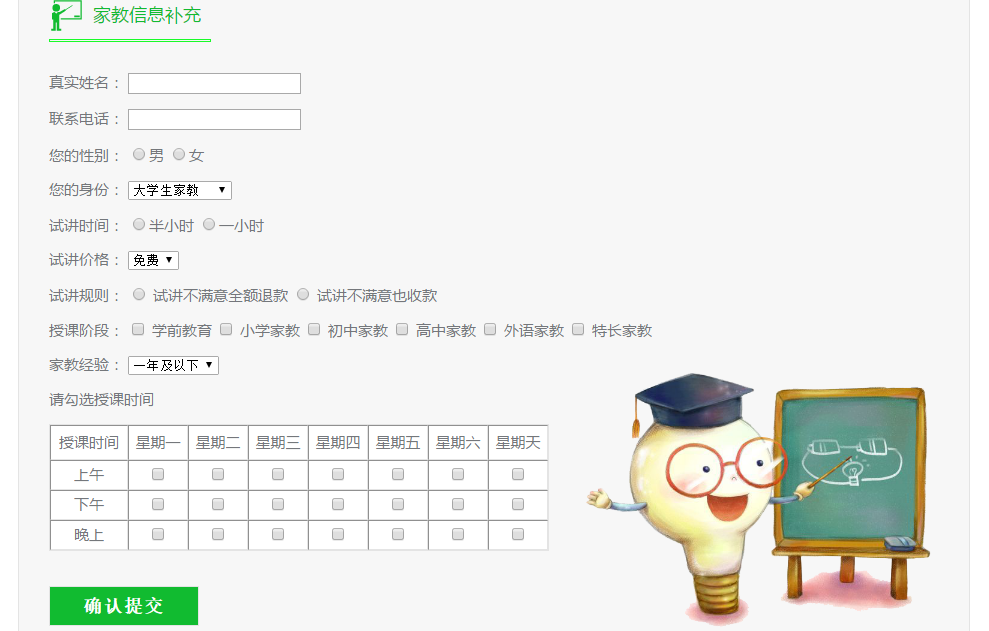 家教信息补充
真实姓名：
联系电话：
您的性别： 男 女
您的身份： 大学生家教
试讲时间： 半小时 一小时
试讲价格： 免费
试讲规则： 试讲不满意全额退款 试讲不满意也收款
授课阶段： 学前教育 小学家教 初中家教 高中家教 外语家教 特长家教
家教经验： 一年及以下
请勾选授课时间
授课时间 星期一 星期二 星期三 星期四 星期五 星期六 星期天
上午
下午
晚上
确认提交